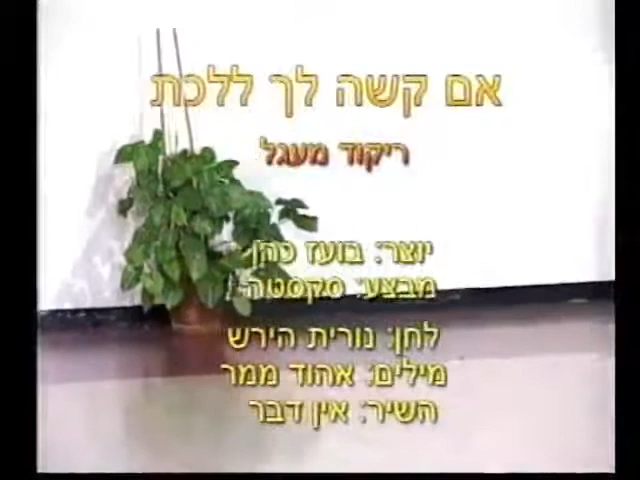 אם קשה לך ללכת
ריקוד מעגל
יוצר: בועז כהן
מבצע: סקסטה
לחן: נורית הירש
מילים: אהוד ממר
השיר: אין דבר